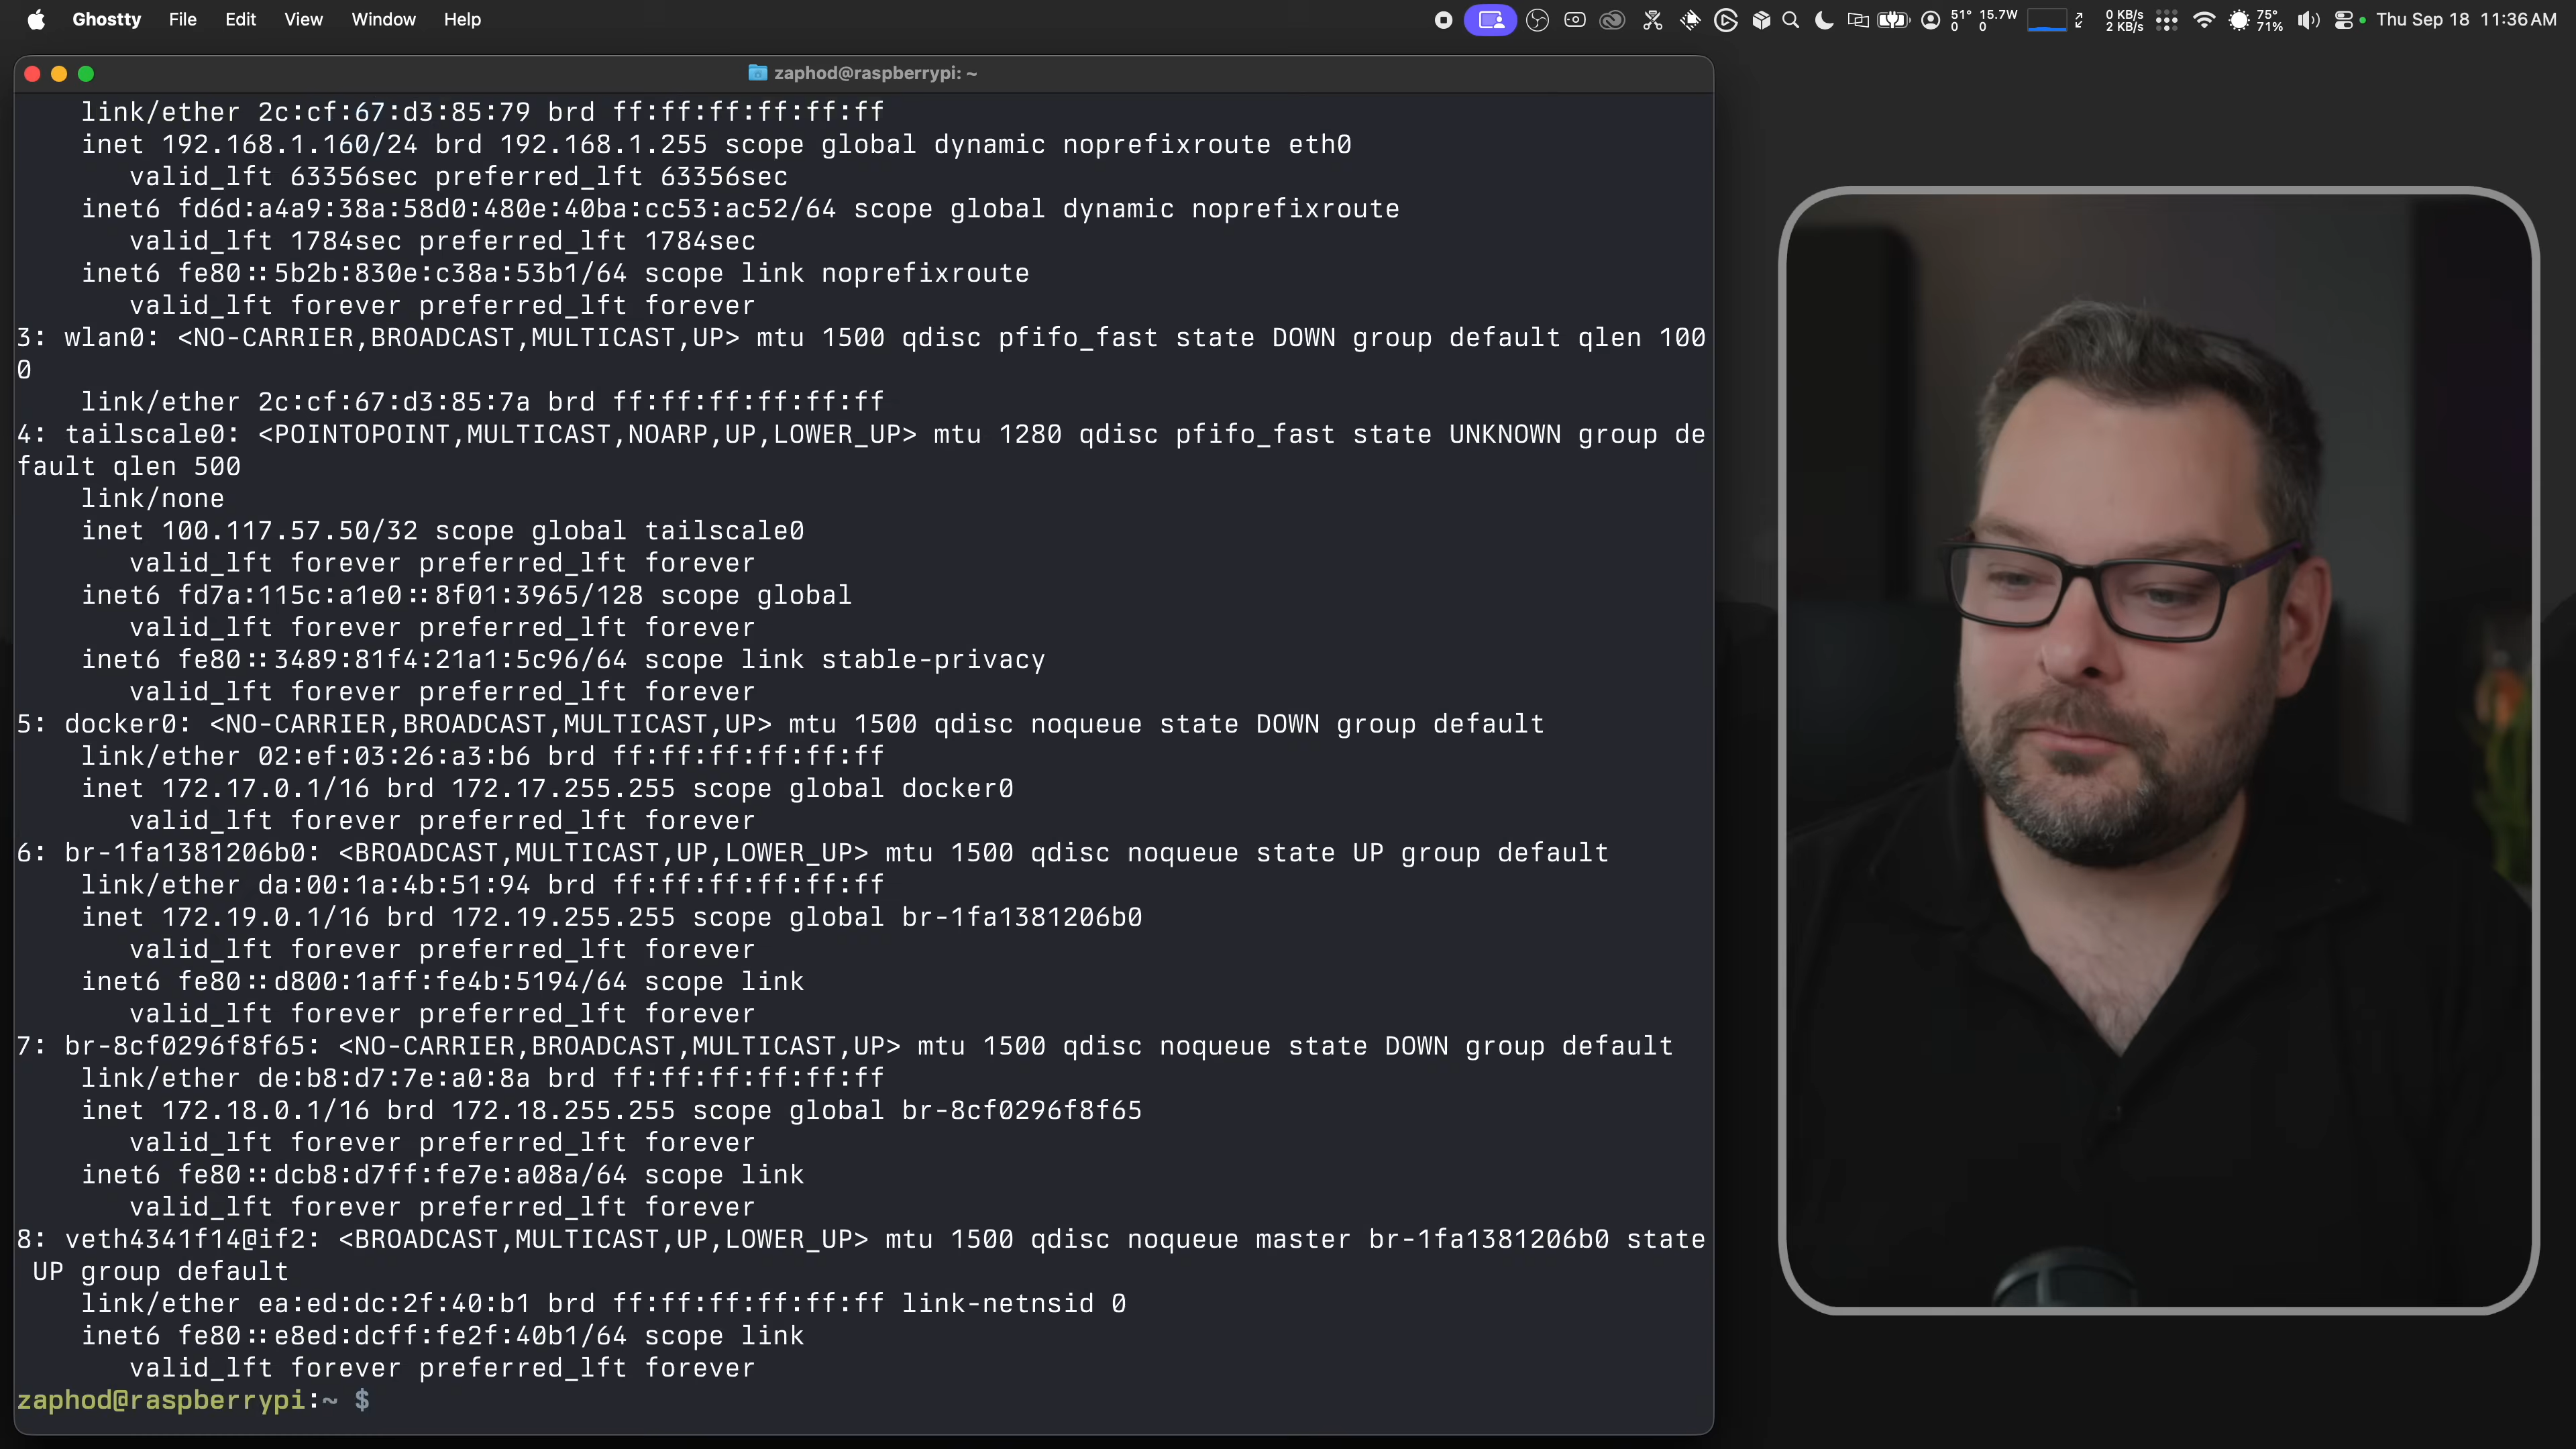 Ghostty File Edit View Window Help
51° 15.7W 0 KB/s 75° Thu Sep 18 11:36 AM
0 0 2 KB/s 71%
zaphod@raspberrypi: ~
link/ether 2c:cf:67:d3:85:79 brd ff:ff:ff:ff:ff:ff
inet 192.168.1.160/24 brd 192.168.1.255 scope global dynamic noprefixroute eth0
valid_lft 63356sec preferred_lft 63356sec
inet6 fd6d:a4a9:38a:58d0:480e:40ba:cc53:ac52/64 scope global dynamic noprefixroute
valid_lft 1784sec preferred_lft 1784sec
inet6 fe80::5b2b:830e:c38a:53b1/64 scope link noprefixroute
valid_lft forever preferred_lft forever
3: wlan0: <NO-CARRIER,BROADCAST,MULTICAST,UP> mtu 1500 qdisc pfifo_fast state DOWN group default qlen 100
0
link/ether 2c:cf:67:d3:85:7a brd ff:ff:ff:ff:ff:ff
4: tailscale0: <POINTOPOINT,MULTICAST,NOARP,UP,LOWER_UP> mtu 1280 qdisc pfifo_fast state UNKNOWN group de
fault qlen 500
link/none
inet 100.117.57.50/32 scope global tailscale0
valid_lft forever preferred_lft forever
inet6 fd7a:115c:a1e0::8f01:3965/128 scope global
valid_lft forever preferred_lft forever
inet6 fe80::3489:81f4:21a1:5c96/64 scope link stable-privacy
valid_lft forever preferred_lft forever
5: docker0: <NO-CARRIER,BROADCAST,MULTICAST,UP> mtu 1500 qdisc noqueue state DOWN group default
link/ether 02:ef:03:26:a3:b6 brd ff:ff:ff:ff:ff:ff
inet 172.17.0.1/16 brd 172.17.255.255 scope global docker0
valid_lft forever preferred_lft forever
6: br-1fa1381206b0: <BROADCAST,MULTICAST,UP,LOWER_UP> mtu 1500 qdisc noqueue state UP group default
link/ether da:00:1a:4b:51:94 brd ff:ff:ff:ff:ff:ff
inet 172.19.0.1/16 brd 172.19.255.255 scope global br-1fa1381206b0
valid_lft forever preferred_lft forever
inet6 fe80::d800:1aff:fe4b:5194/64 scope link
valid_lft forever preferred_lft forever
7: br-8cf0296f8f65: <NO-CARRIER,BROADCAST,MULTICAST,UP> mtu 1500 qdisc noqueue state DOWN group default
link/ether de:b8:d7:7e:a0:8a brd ff:ff:ff:ff:ff:ff
inet 172.18.0.1/16 brd 172.18.255.255 scope global br-8cf0296f8f65
valid_lft forever preferred_lft forever
inet6 fe80::dcb8:d7ff:fe7e:a08a/64 scope link
valid_lft forever preferred_lft forever
8: veth4341f14@if2: <BROADCAST,MULTICAST,UP,LOWER_UP> mtu 1500 qdisc noqueue master br-1fa1381206b0 state
UP group default
link/ether ea:ed:dc:2f:40:b1 brd ff:ff:ff:ff:ff:ff link-netnsid 0
inet6 fe80::e8ed:dcff:fe2f:40b1/64 scope link
valid_lft forever preferred_lft forever
zaphod@raspberrypi:~ $